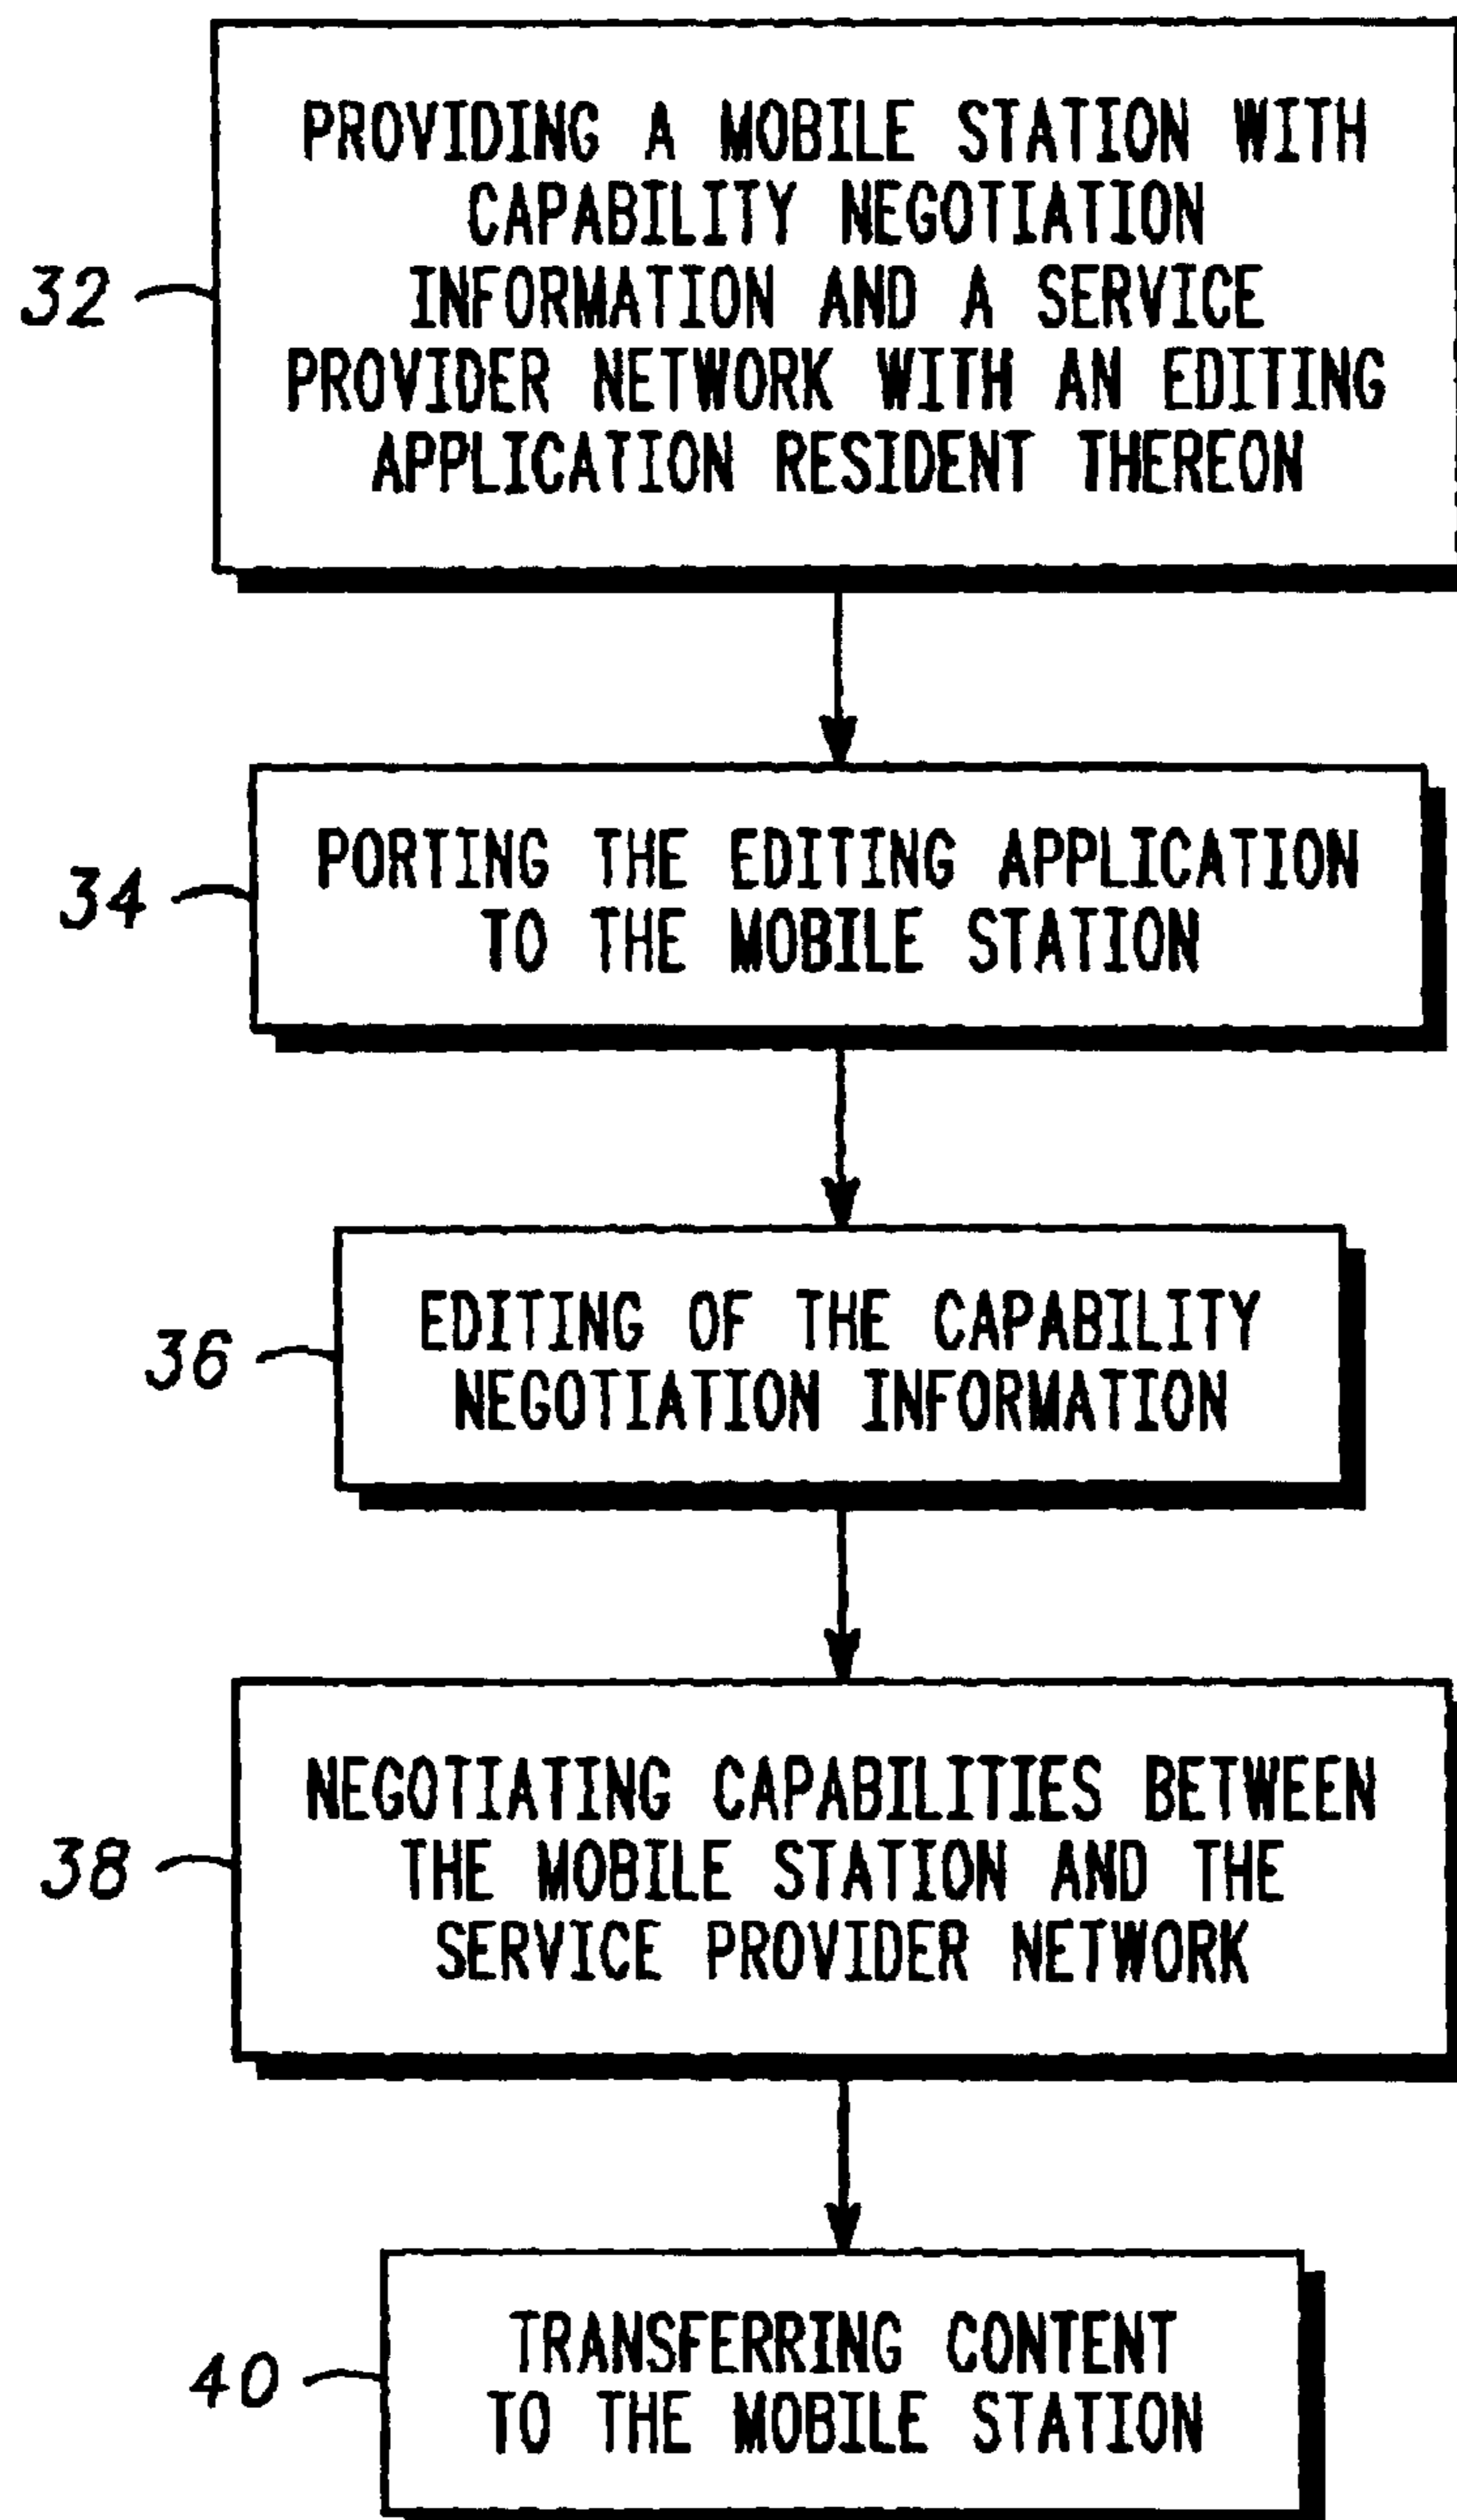 PROVIDING A MOBILE STATION WITH
CAPABILITY NEGOTIATION
INFORMATION AND A SERVICE
PROVIDER NETWORK WITH AN EDITING
APPLICATION RESIDENT THEREON
32
PORTING THE EDITING APPLICATION
TO THE MOBILE STATION
34
EDITING OF THE CAPABILITY
NEGOTIATION INFORMATION
36
NEGOTIATING CAPABILITIES BETWEEN
THE MOBILE STATION AND THE
SERVICE PROVIDER NETWORK
38
TRANSFERRING CONTENT
TO THE MOBILE STATION
40